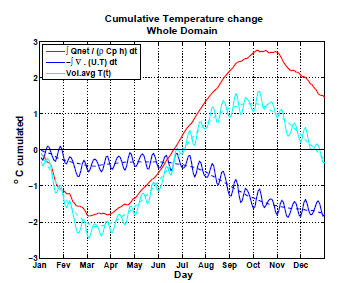 Cumulative Temperature change
Whole Domain
∫ Qnet / (ρ Cp h) dt
-∫ ∇ . (U.T) dt
Vol.avg T(t)
° C cumulated
3
2
1
0
−1
−2
−3
Jan Fev Mar Apr May Jun Jul Aug Sep Oct Nov Dec
Day